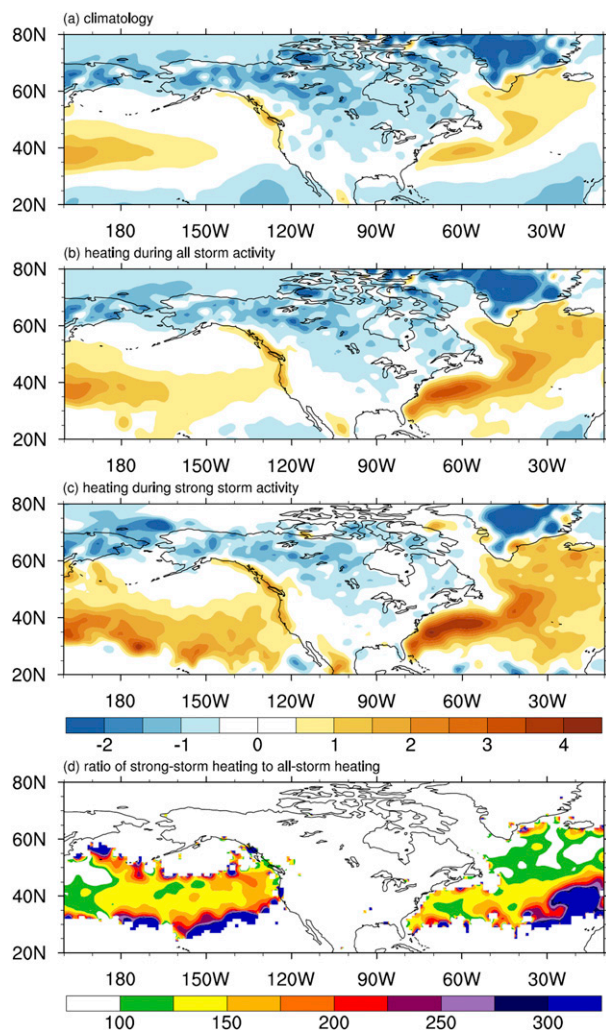 (a) climatology
80N
60N
40N
20N
180 150W 120W 90W 60W 30W
(b) heating during all storm activity
80N
60N
40N
20N
180 150W 120W 90W 60W 30W
(c) heating during strong storm activity
80N
60N
40N
20N
180 150W 120W 90W 60W 30W
-2 -1 0 1 2 3 4
(d) ratio of strong-storm heating to all-storm heating
80N
60N
40N
20N
180 150W 120W 90W 60W 30W
100 150 200 250 300